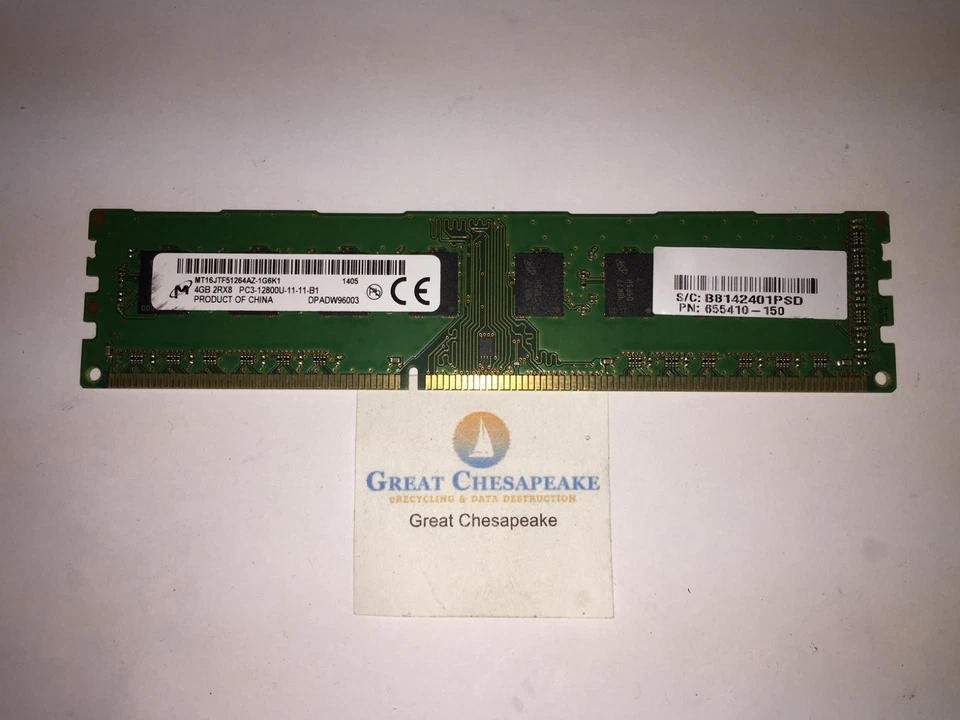 MT16JTF51264AZ-1G6K1 1405
4GB 2RX8 PC3-12800U-11-11-B1
PRODUCT OF CHINA DPADW96003
CE
S/C: B8142401PSD
PN: 655410-150
GREAT CHESAPEAKE
eRECYCLING & DATA DESTRUCTION
Great Chesapeake